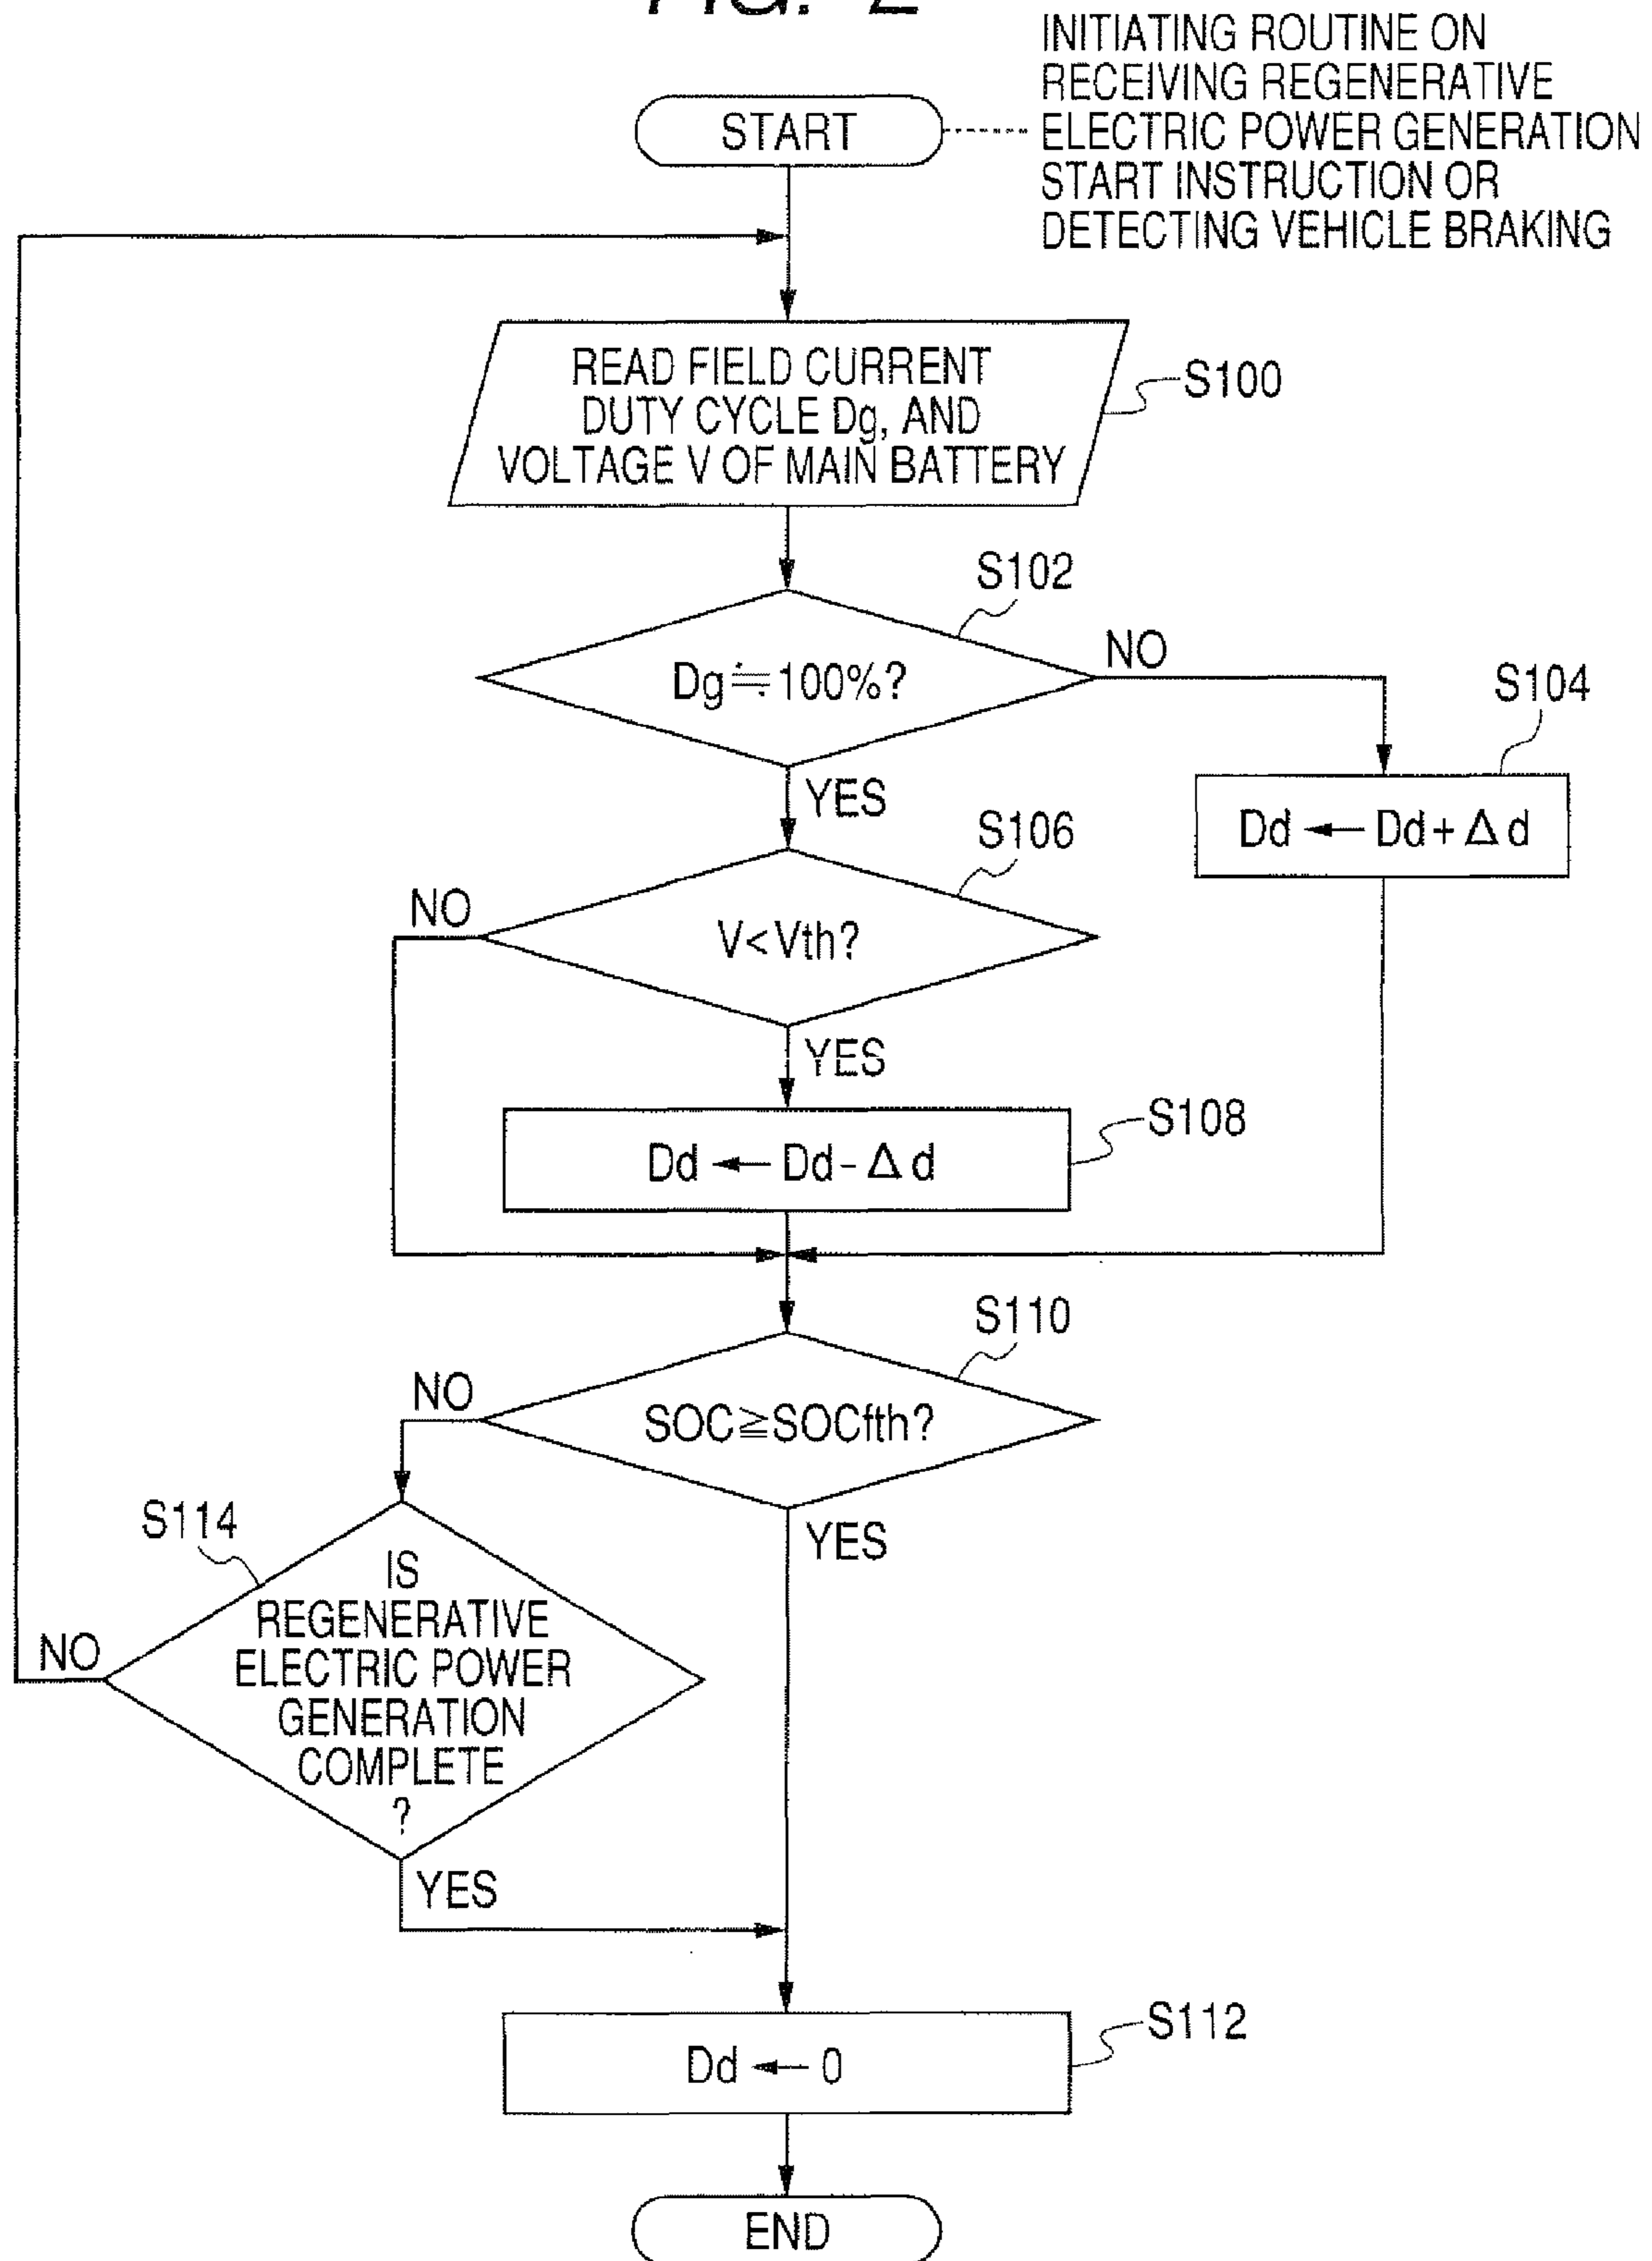 FIG. 2
INITIATING ROUTINE ON
RECEIVING REGENERATIVE
ELECTRIC POWER GENERATION
START INSTRUCTION OR
DETECTING VEHICLE BRAKING
START
READ FIELD CURRENT
DUTY CYCLE Dg, AND
VOLTAGE V OF MAIN BATTERY
S100
S102
Dg≒100%?
NO
S104
Dd ← Dd + Δd
YES
S106
NO
V<Vth?
YES
S108
Dd ← Dd - Δd
S110
NO
SOC≧SOCfth?
YES
S114
IS
REGENERATIVE
ELECTRIC POWER
GENERATION
COMPLETE
?
NO
YES
S112
Dd ← 0
END